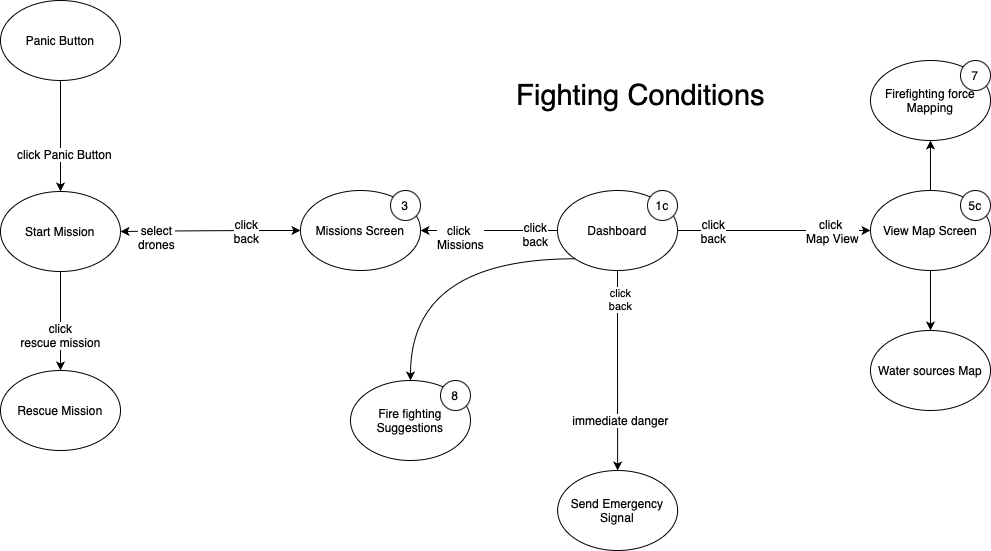 Panic Button
Fighting Conditions
7
Firefighting force
Mapping
click Panic Button
3
1c
5c
Start Mission
select
drones
click
back
Missions Screen
click
Missions
click
back
Dashboard
click
back
click
Map View
View Map Screen
click
back
click
rescue mission
Water sources Map
8
Rescue Mission
Fire fighting
Suggestions
immediate danger
Send Emergency
Signal